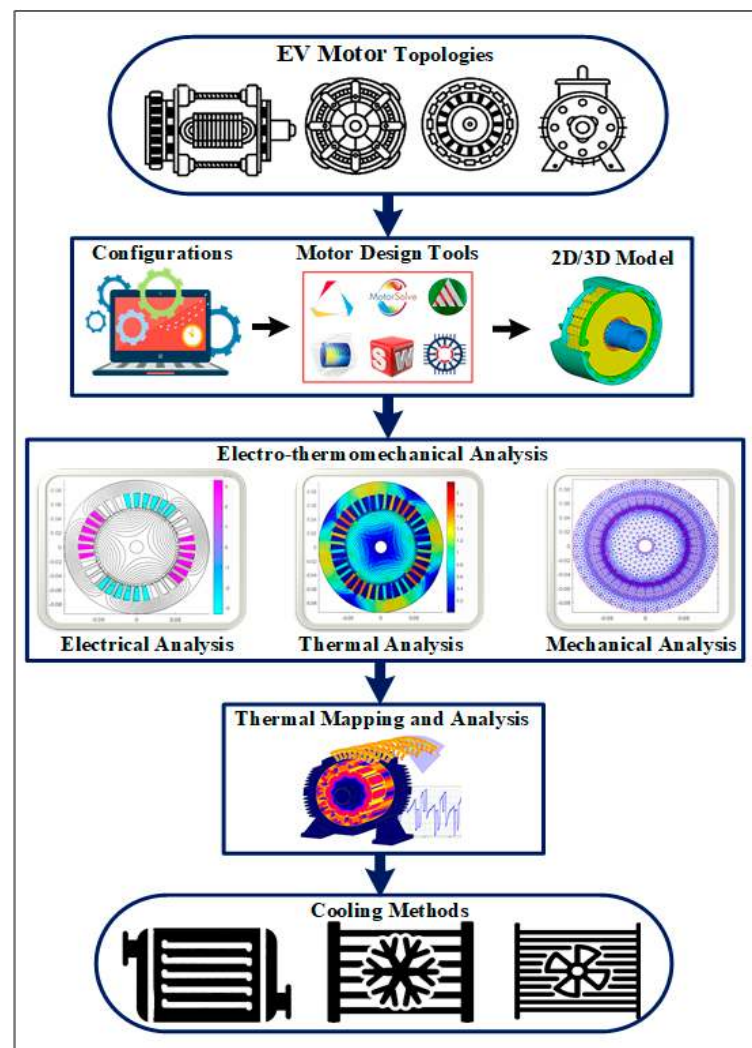 EV Motor Topologies
Configurations
Motor Design Tools
2D/3D Model
MotorSolve
SW
Electro-thermomechanical Analysis
Electrical Analysis
Thermal Analysis
Mechanical Analysis
Thermal Mapping and Analysis
Cooling Methods